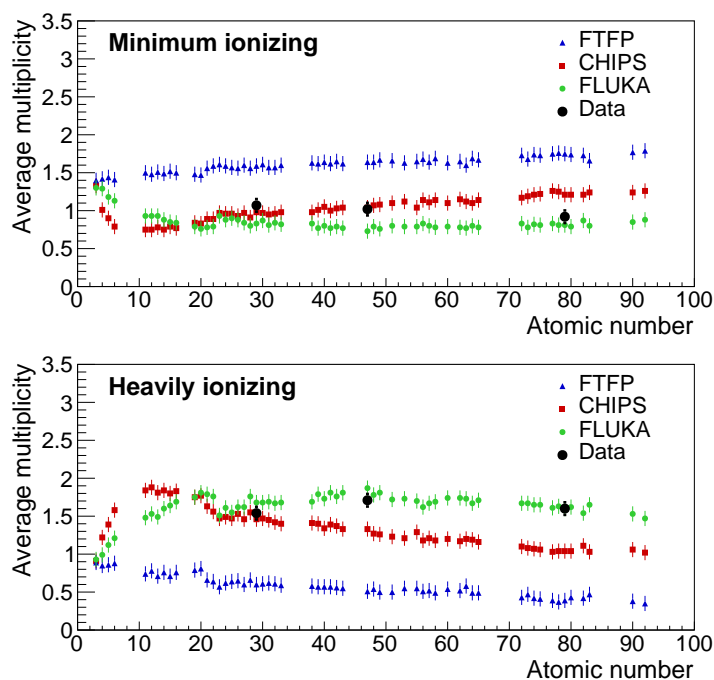 3.5
3
2.5
2
1.5
1
0.5
0
Average multiplicity
Minimum ionizing
FTFP
CHIPS
FLUKA
Data
0 10 20 30 40 50 60 70 80 90 100
Atomic number
3.5
3
2.5
2
1.5
1
0.5
0
Average multiplicity
Heavily ionizing
FTFP
CHIPS
FLUKA
Data
0 10 20 30 40 50 60 70 80 90 100
Atomic number